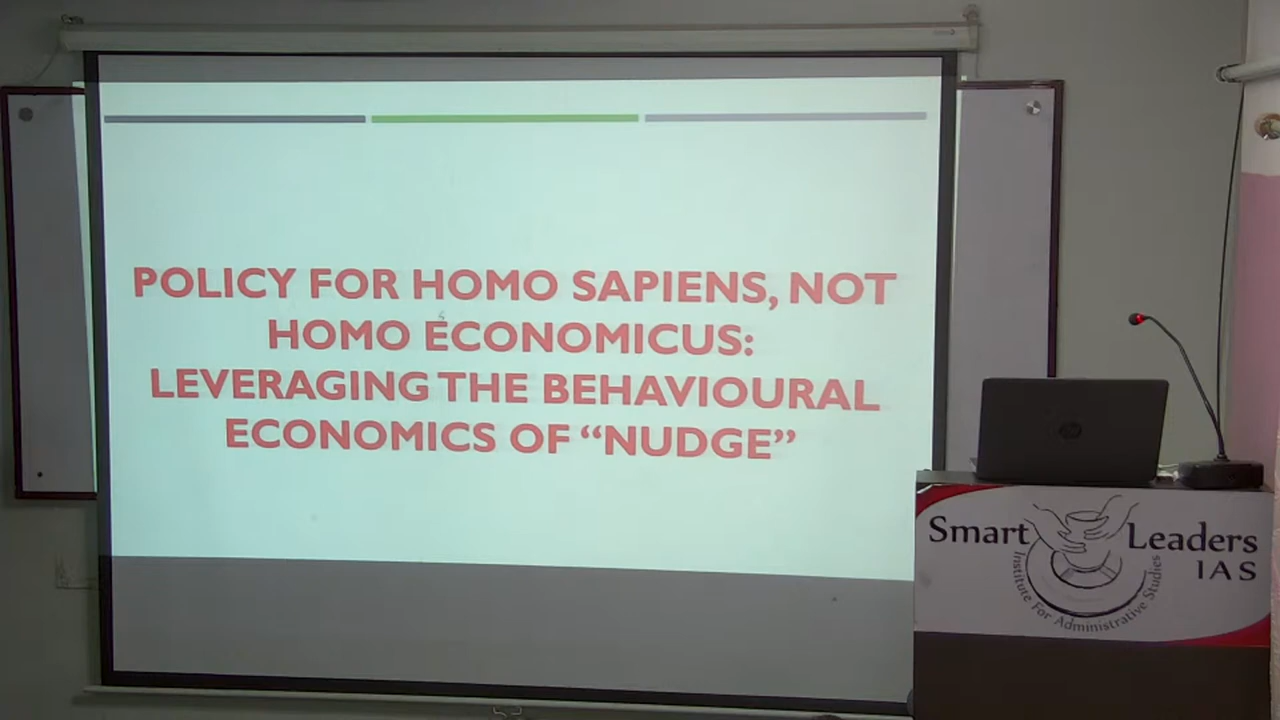 POLICY FOR HOMO SAPIENS, NOT
HOMO ECONOMICUS:
LEVERAGING THE BEHAVIOURAL
ECONOMICS OF “NUDGE”
Smart Leaders
IAS
Institute For Administrative Studies